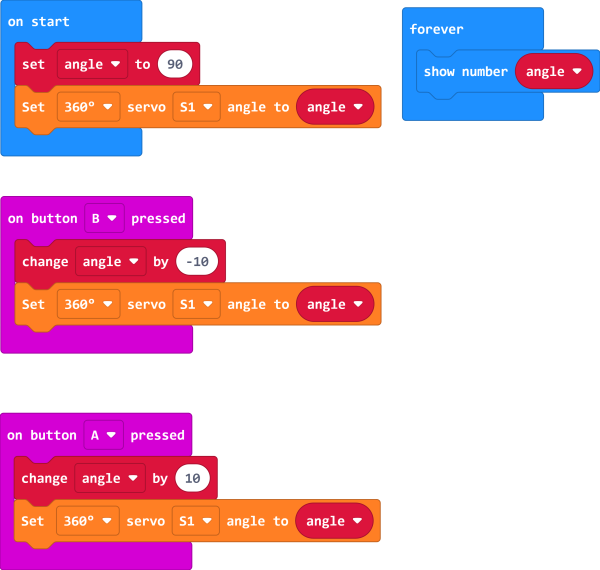 on start
set angle to 90
Set 360° servo S1 angle to angle
forever
show number angle
on button B pressed
change angle by -10
Set 360° servo S1 angle to angle
on button A pressed
change angle by 10
Set 360° servo S1 angle to angle